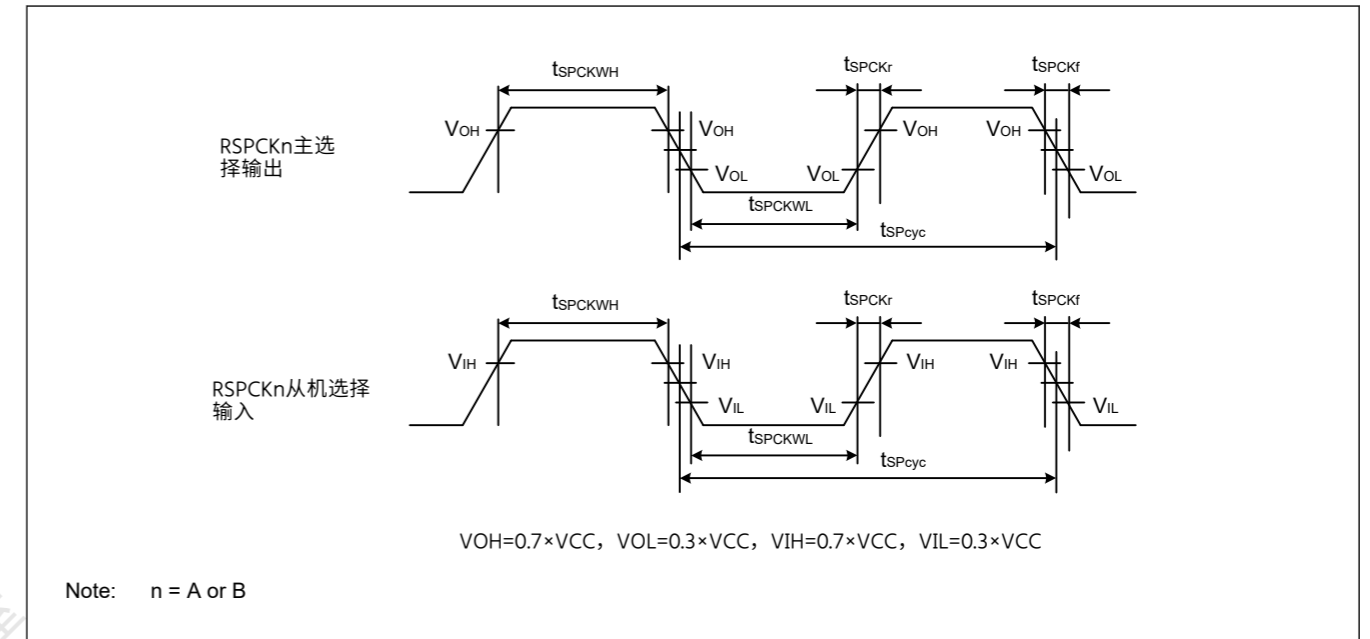 tSPCKWH
tSPCKr
tSPCKf
VOH
VOH
VOH
VOH
RSPCKn主选
择输出
VOL
VOL
VOL
tSPCKWL
tSPcyc
tSPCKWH
tSPCKr
tSPCKf
VIH
VIH
VIH
VIH
RSPCKn从机选择
输入
VIL
VIL
VIL
tSPCKWL
tSPcyc
VOH=0.7×VCC，VOL=0.3×VCC，VIH=0.7×VCC，VIL=0.3×VCC
Note: n = A or B